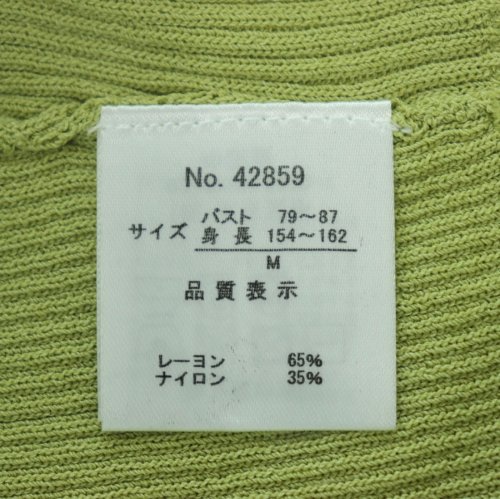 No. 42859
サイズ バスト 79～87
身長 154～162
M
品質表示
レーヨン 65%
ナイロン 35%